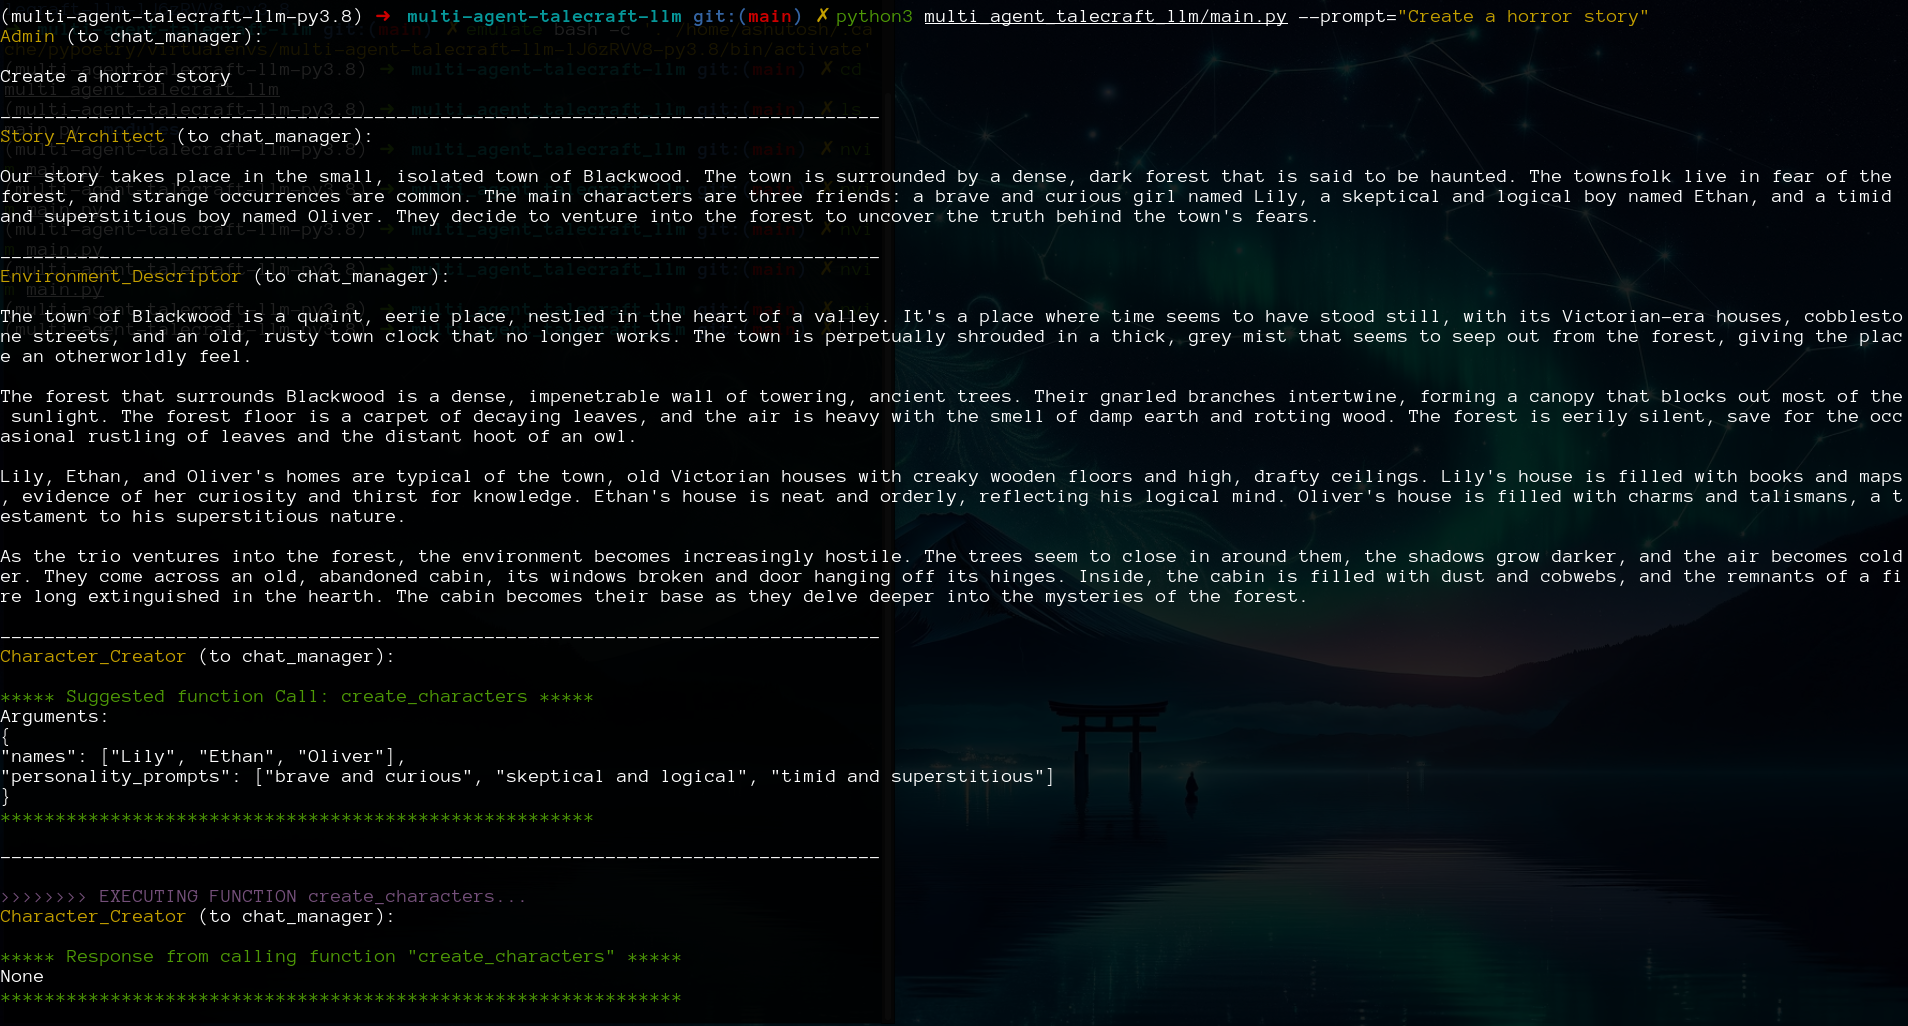 (multi-agent-talecraft-llm-py3.8) ➜ multi-agent-talecraft-llm git:(main) ✗ python3 multi_agent_talecraft_llm/main.py --prompt="Create a horror story"
Admin (to chat_manager):
Create a horror story
--------------------------------------------------------------------------------
Story_Architect (to chat_manager):
Our story takes place in the small, isolated town of Blackwood. The town is surrounded by a dense, dark forest that is said to be haunted. The townsfolk live in fear of the
forest, and strange occurrences are common. The main characters are three friends: a brave and curious girl named Lily, a skeptical and logical boy named Ethan, and a timid
and superstitious boy named Oliver. They decide to venture into the forest to uncover the truth behind the town's fears.
--------------------------------------------------------------------------------
Environment_Descriptor (to chat_manager):
The town of Blackwood is a quaint, eerie place, nestled in the heart of a valley. It's a place where time seems to have stood still, with its Victorian-era houses, cobblesto
ne streets, and an old, rusty town clock that no longer works. The town is perpetually shrouded in a thick, grey mist that seems to seep out from the forest, giving the plac
e an otherworldly feel.
The forest that surrounds Blackwood is a dense, impenetrable wall of towering, ancient trees. Their gnarled branches intertwine, forming a canopy that blocks out most of the
 sunlight. The forest floor is a carpet of decaying leaves, and the air is heavy with the smell of damp earth and rotting wood. The forest is eerily silent, save for the occ
asional rustling of leaves and the distant hoot of an owl.
Lily, Ethan, and Oliver's homes are typical of the town, old Victorian houses with creaky wooden floors and high, drafty ceilings. Lily's house is filled with books and maps
, evidence of her curiosity and thirst for knowledge. Ethan's house is neat and orderly, reflecting his logical mind. Oliver's house is filled with charms and talismans, a t
estament to his superstitious nature.
As the trio ventures into the forest, the environment becomes increasingly hostile. The trees seem to close in around them, the shadows grow darker, and the air becomes cold
er. They come across an old, abandoned cabin, its windows broken and door hanging off its hinges. Inside, the cabin is filled with dust and cobwebs, and the remnants of a fi
re long extinguished in the hearth. The cabin becomes their base as they delve deeper into the mysteries of the forest.
--------------------------------------------------------------------------------
Character_Creator (to chat_manager):
***** Suggested function Call: create_characters *****
Arguments:
{
"names": ["Lily", "Ethan", "Oliver"],
"personality_prompts": ["brave and curious", "skeptical and logical", "timid and superstitious"]
}
******************************************************
--------------------------------------------------------------------------------
>>>>>>>> EXECUTING FUNCTION create_characters...
Character_Creator (to chat_manager):
***** Response from calling function "create_characters" *****
None
**************************************************************